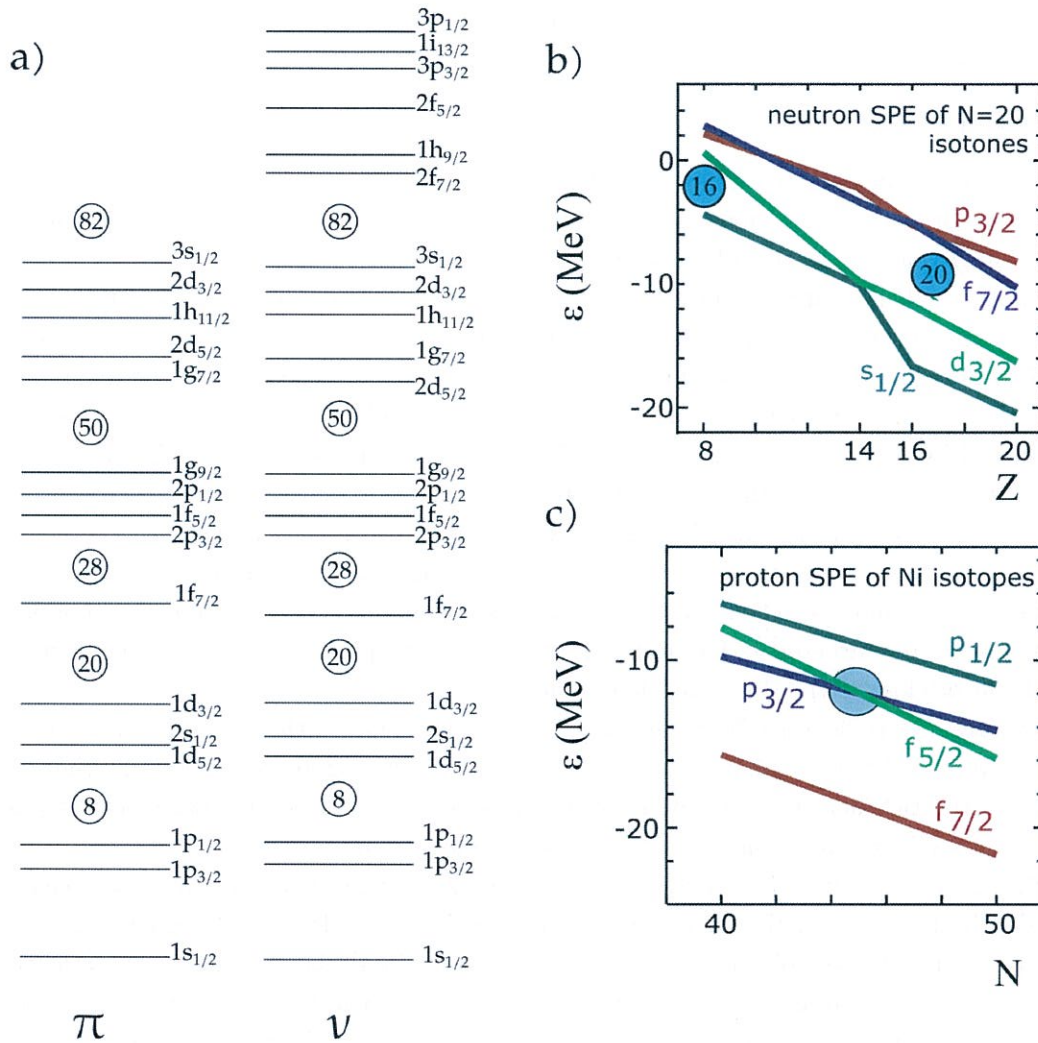 a)
3p1/2
1i13/2
3p3/2
2f5/2
1h9/2
2f7/2
82 82
3s1/2 3s1/2
2d3/2 2d3/2
1h11/2 1h11/2
2d5/2 1g7/2
1g7/2 2d5/2
50 50
1g9/2 1g9/2
2p1/2 2p1/2
1f5/2 1f5/2
2p3/2 2p3/2
28 28
1f7/2 1f7/2
20 20
1d3/2 1d3/2
2s1/2 2s1/2
1d5/2 1d5/2
8 8
1p1/2 1p1/2
1p3/2 1p3/2
1s1/2 1s1/2
π ν
b)
neutron SPE of N=20
isotones
0
-10
-20
ε (MeV)
16
20
p3/2
f7/2
d3/2
s1/2
8 14 16 20
Z
c)
proton SPE of Ni isotopes
-10
-20
ε (MeV)
p1/2
p3/2
f5/2
f7/2
40 50
N